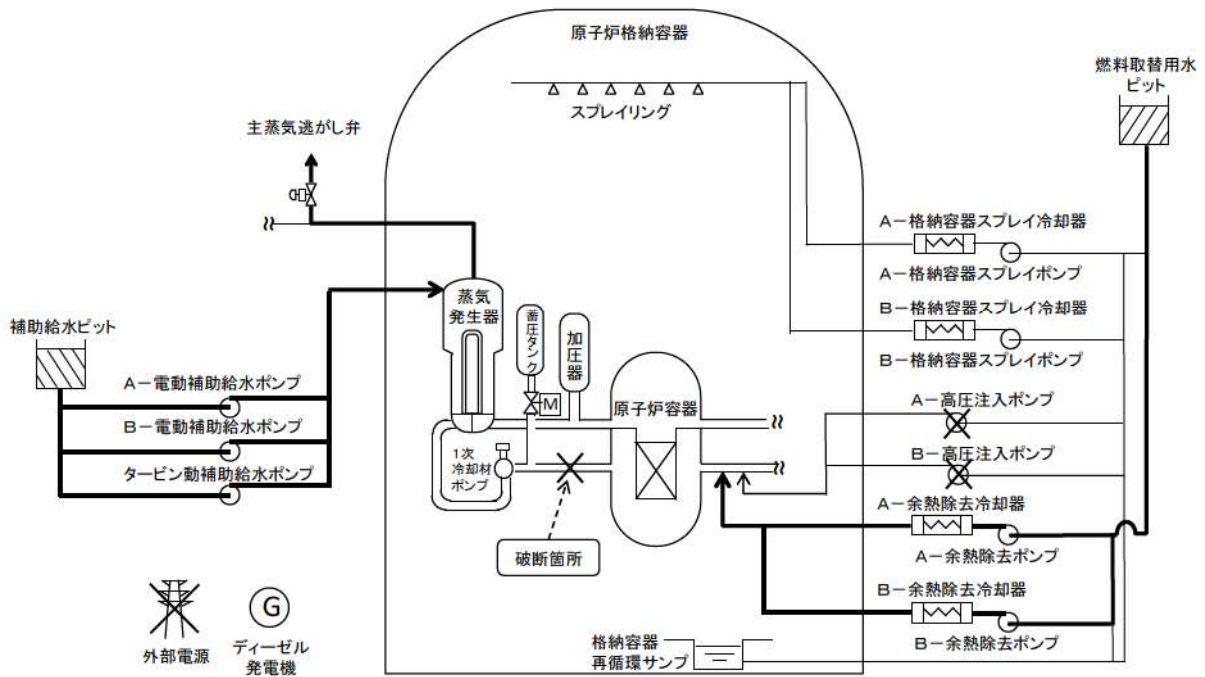 原子炉格納容器
燃料取替用水
ピット
スプレイリング
主蒸気逃がし弁
A－格納容器スプレイ冷却器
A－格納容器スプレイポンプ
蒸気
発生器
蓄圧タンク
加圧器
B－格納容器スプレイ冷却器
B－格納容器スプレイポンプ
補助給水ピット
A－電動補助給水ポンプ
M
原子炉容器
A－高圧注入ポンプ
B－電動補助給水ポンプ
1次
冷却材
ポンプ
B－高圧注入ポンプ
タービン動補助給水ポンプ
A－余熱除去冷却器
破断箇所
A－余熱除去ポンプ
B－余熱除去冷却器
G
外部電源
ディーゼル
発電機
格納容器
再循環サンプ
B－余熱除去ポンプ